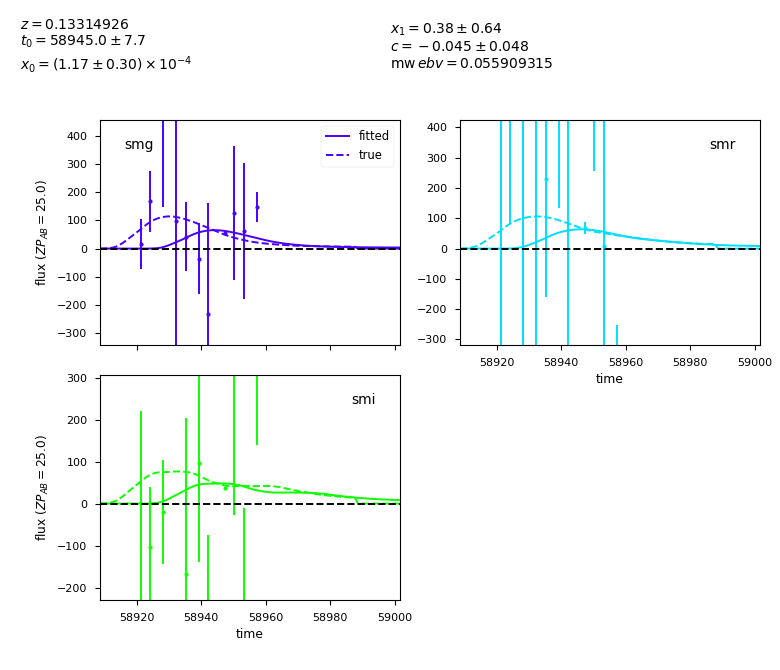 z = 0.13314926
t₀ = 58945.0 ± 7.7
x₀ = (1.17 ± 0.30) × 10⁻⁴
x₁ = 0.38 ± 0.64
c = −0.045 ± 0.048
mw ebv = 0.055909315
flux (ZP_AB = 25.0)
400
300
200
100
0
−100
−200
−300
smg
fitted
true
400
300
200
100
0
−100
−200
−300
smr
58920
58940
58960
58980
59000
time
flux (ZP_AB = 25.0)
300
200
100
0
−100
−200
smi
58920
58940
58960
58980
59000
time